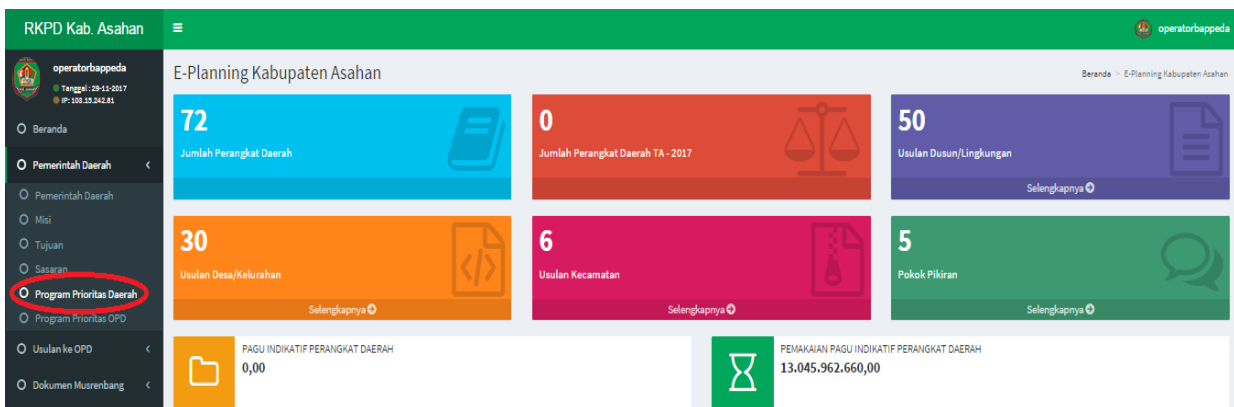 RKPD Kab. Asahan
operatorbappeda
operatorbappeda
Tanggal : 29-11-2017
IP: 103.15.242.81
Beranda
Pemerintah Daerah
Pemerintah Daerah
Misi
Tujuan
Sasaran
Program Prioritas Daerah
Program Prioritas OPD
Usulan ke OPD
Dokumen Musrenbang
E-Planning Kabupaten Asahan
Beranda > E-Planning Kabupaten Asahan
72
Jumlah Perangkat Daerah
0
Jumlah Perangkat Daerah TA - 2017
50
Usulan Dusun/Lingkungan
Selengkapnya
30
Usulan Desa/Kelurahan
Selengkapnya
6
Usulan Kecamatan
Selengkapnya
5
Pokok Pikiran
Selengkapnya
PAGU INDIKATIF PERANGKAT DAERAH
0,00
PEMAKAIAN PAGU INDIKATIF PERANGKAT DAERAH
13.045.962.660,00